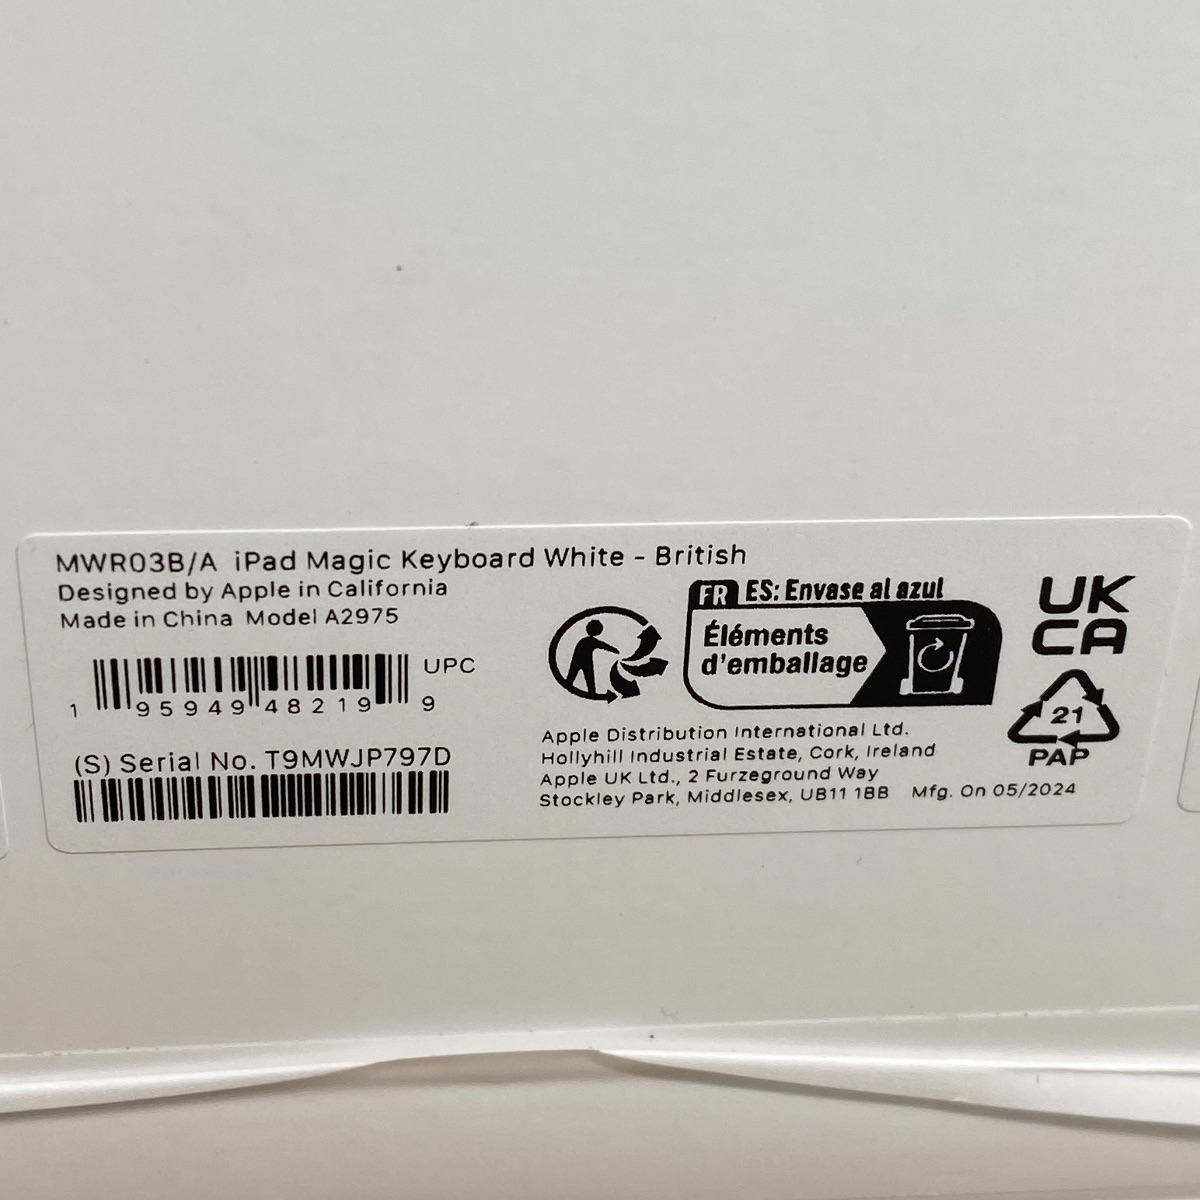 MWR03B/A iPad Magic Keyboard White - British
Designed by Apple in California
Made in China Model A2975
UPC
1 95949 48219 9
(S) Serial No. T9MWJP797D
FR ES: Envase al azul
Éléments
d'emballage
UK
CA
21
PAP
Apple Distribution International Ltd.
Hollyhill Industrial Estate, Cork, Ireland
Apple UK Ltd., 2 Furzeground Way
Stockley Park, Middlesex, UB11 1BB Mfg. On 05/2024